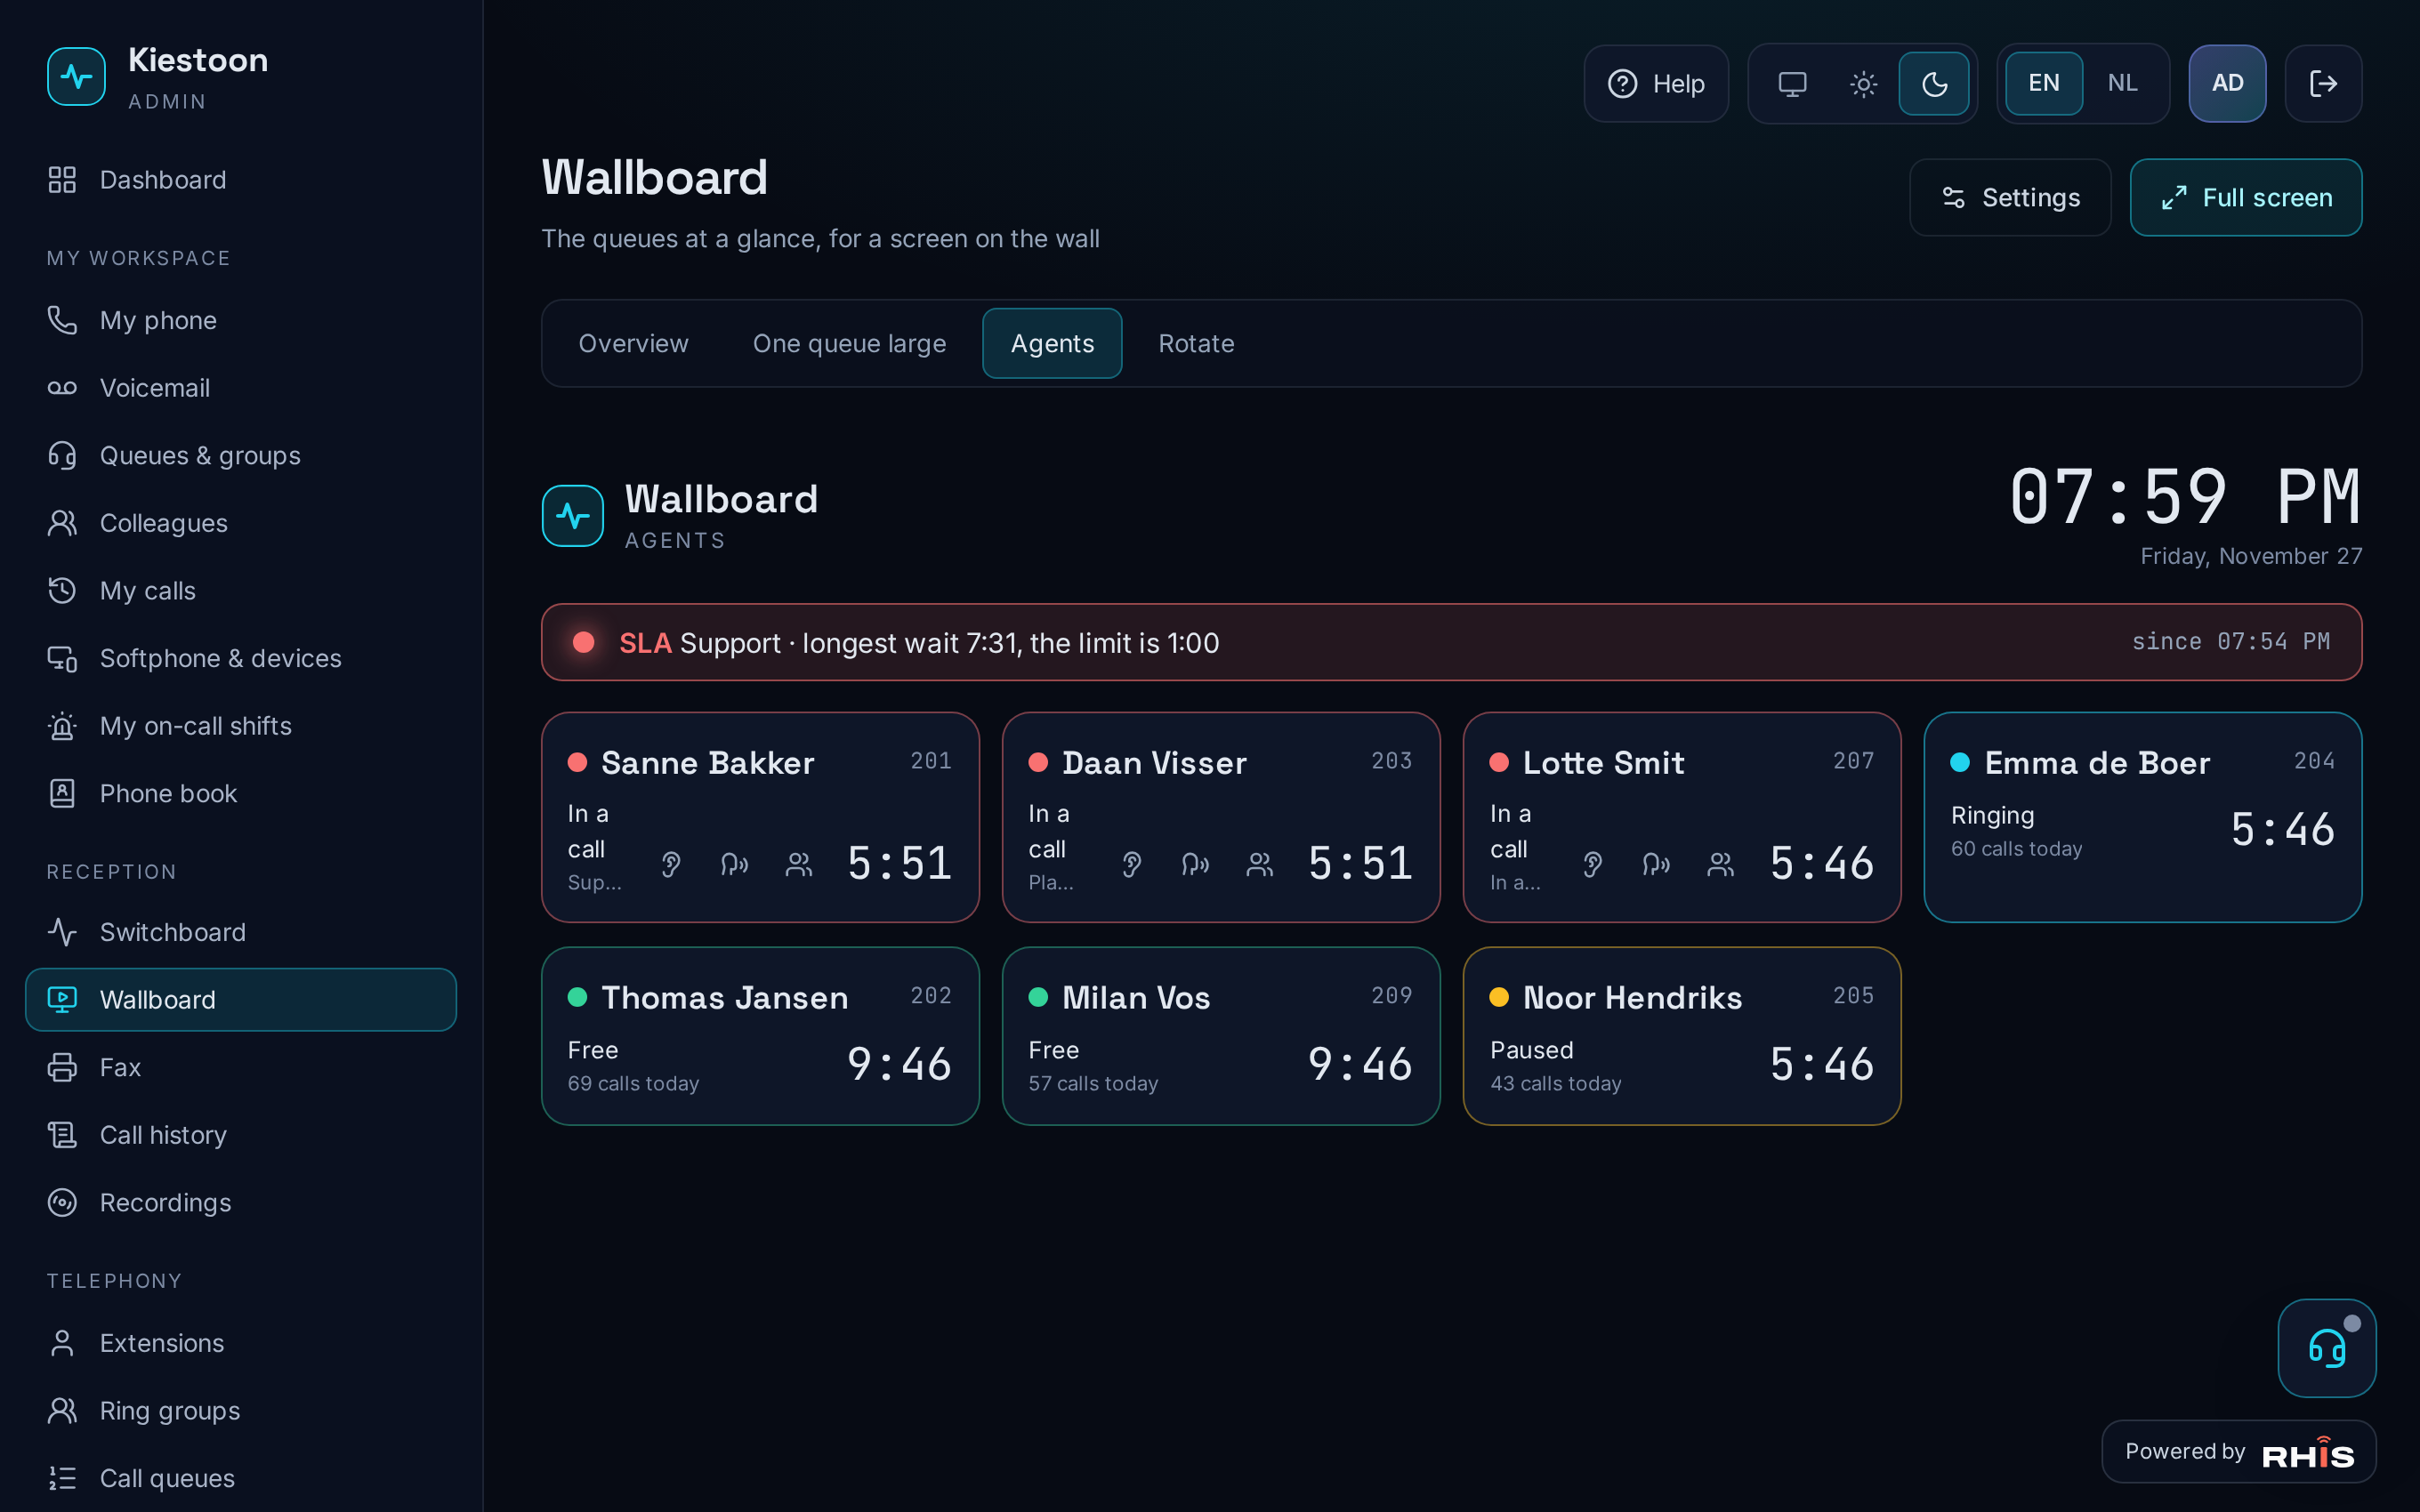 Kiestoon
ADMIN
Dashboard
MY WORKSPACE
My phone
Voicemail
Queues & groups
Colleagues
My calls
Softphone & devices
My on-call shifts
Phone book
RECEPTION
Switchboard
Wallboard
Fax
Call history
Recordings
TELEPHONY
Extensions
Ring groups
Call queues
Help
EN NL
AD
Wallboard
The queues at a glance, for a screen on the wall
Settings
Full screen
Overview One queue large Agents Rotate
Wallboard
AGENTS
07:59 PM
Friday, November 27
SLA Support · longest wait 7:31, the limit is 1:00
since 07:54 PM
Sanne Bakker 201
In a
call
Sup...
5:51
Daan Visser 203
In a
call
Pla...
5:51
Lotte Smit 207
In a
call
In a...
5:46
Emma de Boer 204
Ringing
60 calls today
5:46
Thomas Jansen 202
Free
69 calls today
9:46
Milan Vos 209
Free
57 calls today
9:46
Noor Hendriks 205
Paused
43 calls today
5:46
Powered by RHIS